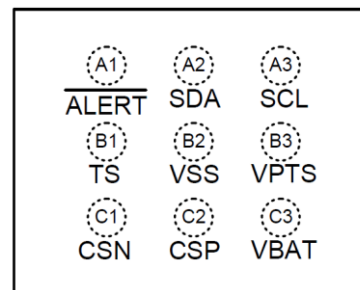 A1 A2 A3
ALERT SDA SCL
B1 B2 B3
TS VSS VPTS
C1 C2 C3
CSN CSP VBAT